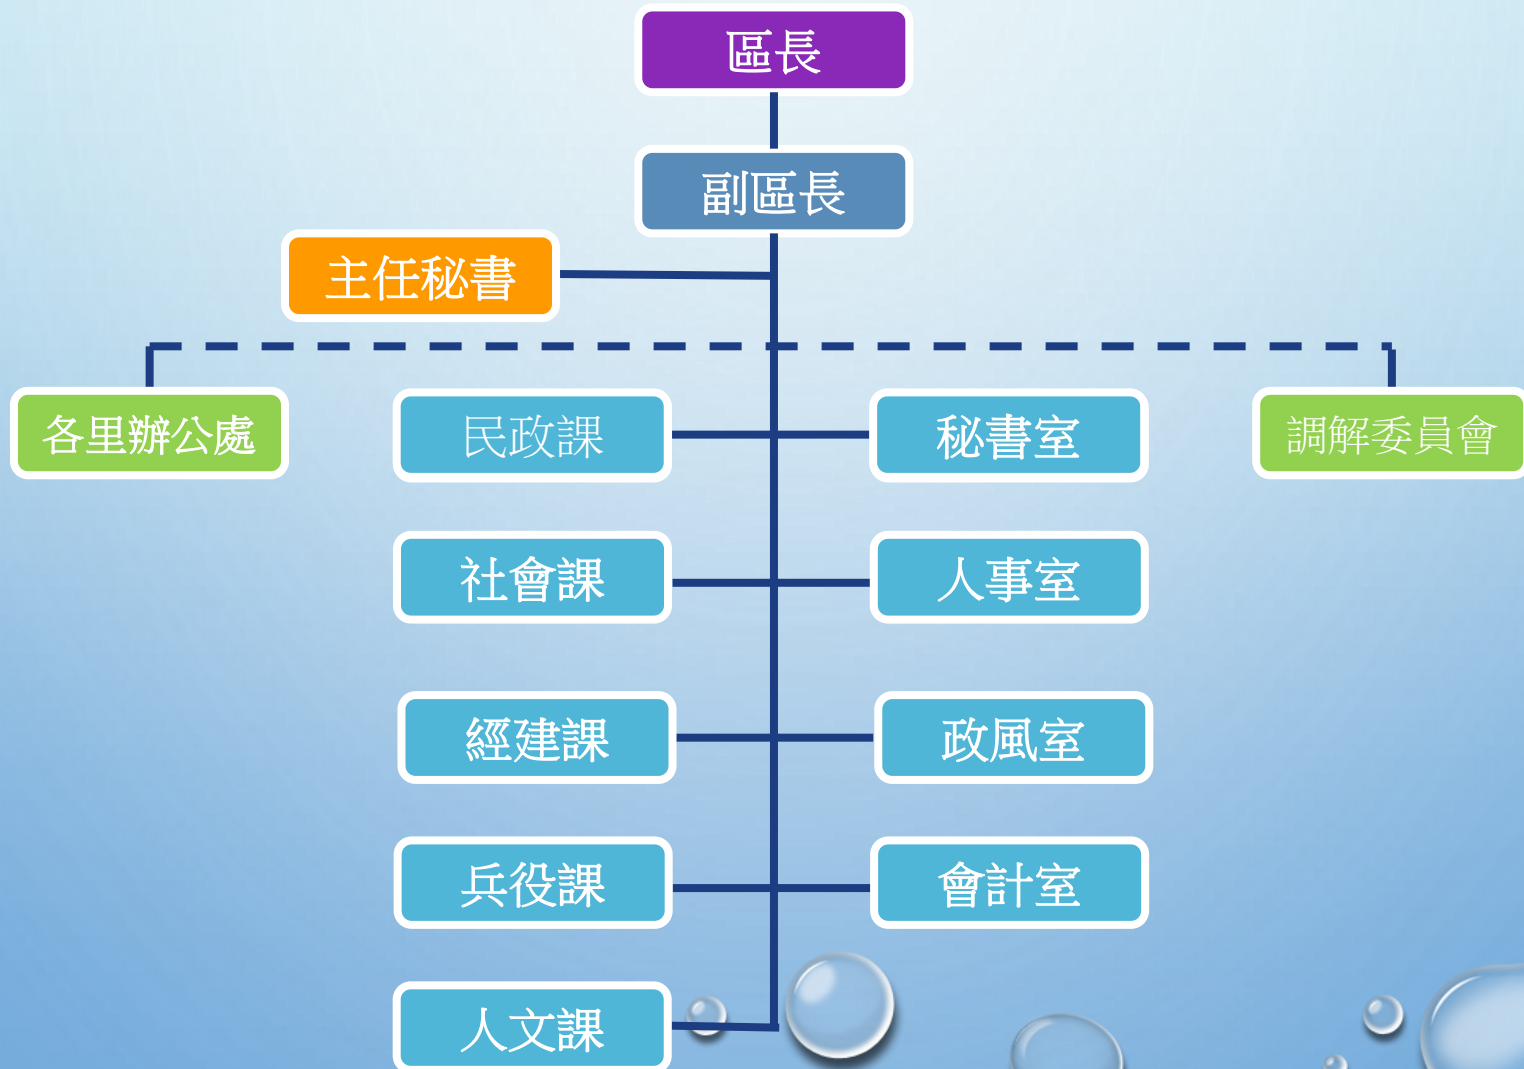 區長
副區長
主任秘書
各里辦公處
民政課
秘書室
調解委員會
社會課
人事室
經建課
政風室
兵役課
會計室
人文課